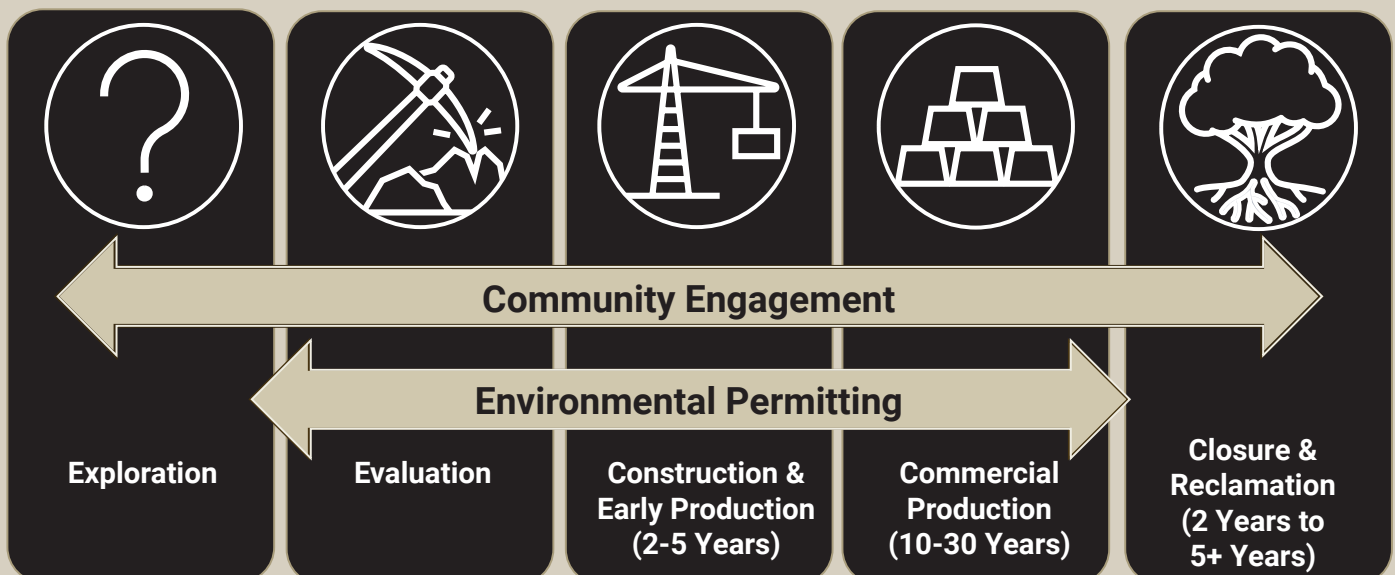 Community Engagement
Environmental Permitting
Exploration
Evaluation
Construction &
Early Production
(2-5 Years)
Commercial
Production
(10-30 Years)
Closure &
Reclamation
(2 Years to
5+ Years)